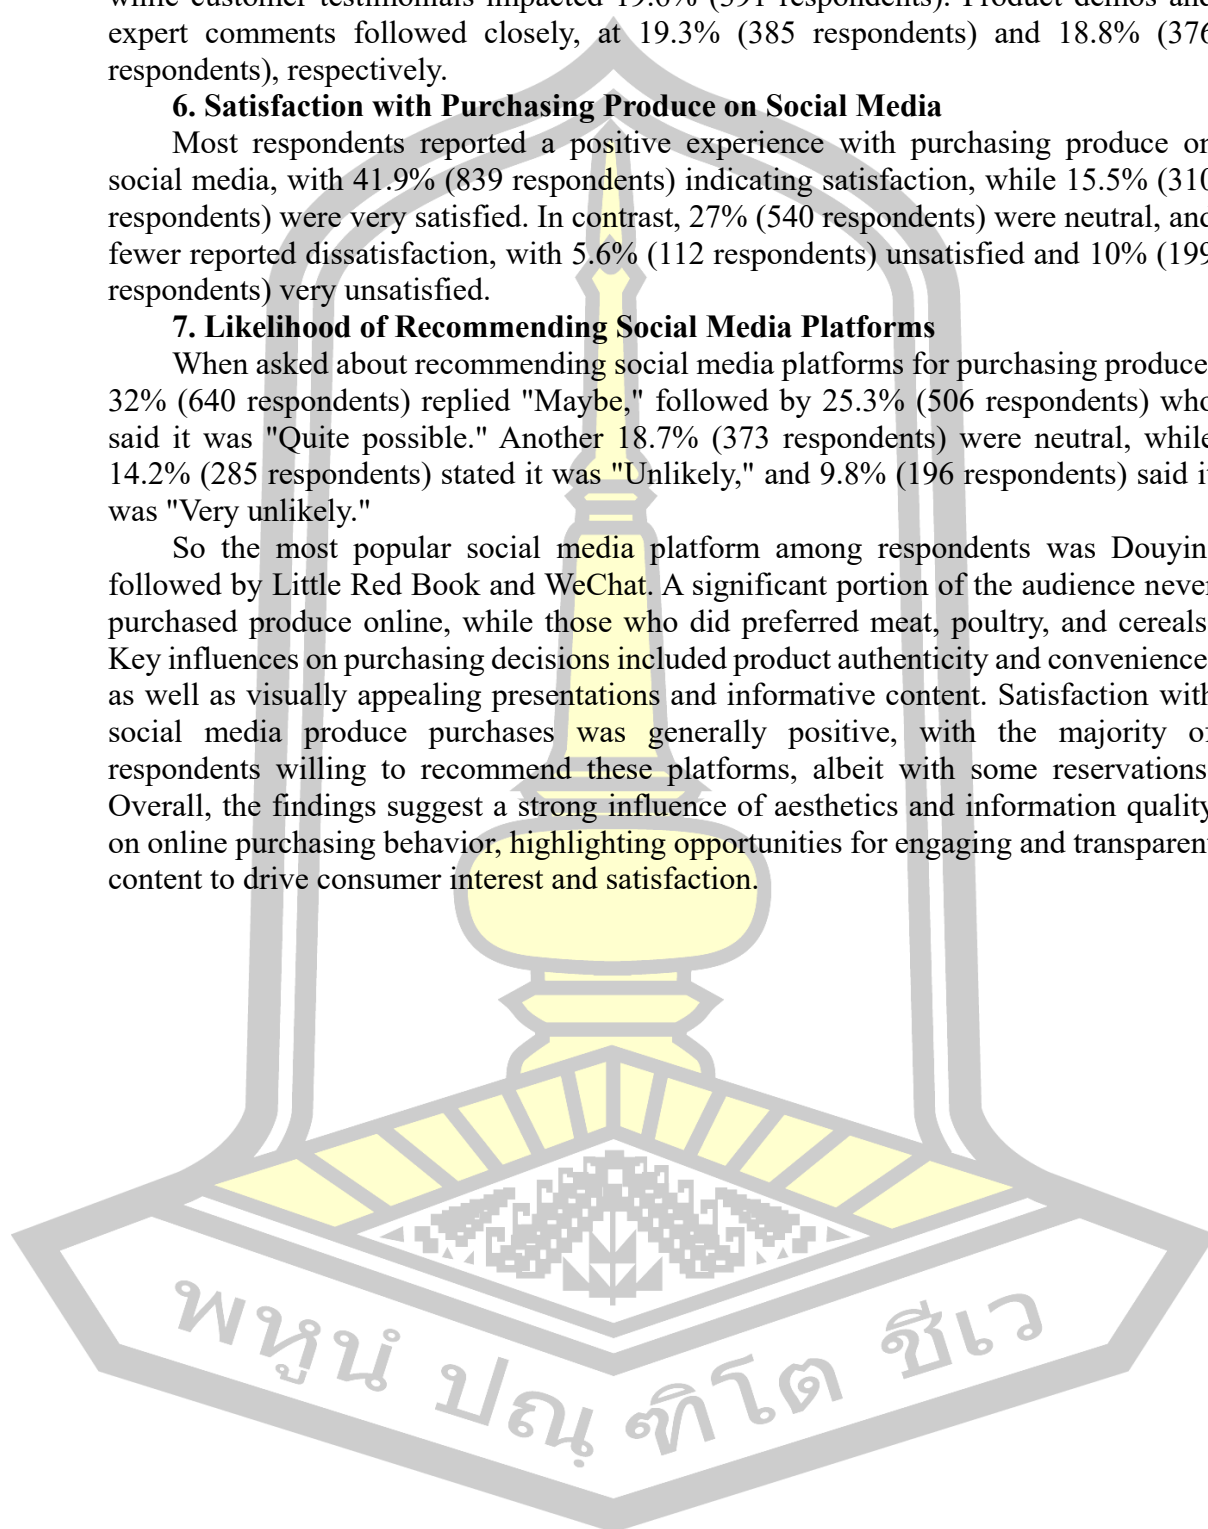 while customer testimonials impacted 19.6% (391 respondents). Product demos and
expert comments followed closely, at 19.3% (385 respondents) and 18.8% (376
respondents), respectively.
6. Satisfaction with Purchasing Produce on Social Media
Most respondents reported a positive experience with purchasing produce on
social media, with 41.9% (839 respondents) indicating satisfaction, while 15.5% (310
respondents) were very satisfied. In contrast, 27% (540 respondents) were neutral, and
fewer reported dissatisfaction, with 5.6% (112 respondents) unsatisfied and 10% (199
respondents) very unsatisfied.
7. Likelihood of Recommending Social Media Platforms
When asked about recommending social media platforms for purchasing produce
32% (640 respondents) replied "Maybe," followed by 25.3% (506 respondents) who
said it was "Quite possible." Another 18.7% (373 respondents) were neutral, while
14.2% (285 respondents) stated it was "Unlikely," and 9.8% (196 respondents) said it
was "Very unlikely."
So the most popular social media platform among respondents was Douyin
followed by Little Red Book and WeChat. A significant portion of the audience never
purchased produce online, while those who did preferred meat, poultry, and cereals
Key influences on purchasing decisions included product authenticity and convenience
as well as visually appealing presentations and informative content. Satisfaction with
social media produce purchases was generally positive, with the majority of
respondents willing to recommend these platforms, albeit with some reservations
Overall, the findings suggest a strong influence of aesthetics and information quality
on online purchasing behavior, highlighting opportunities for engaging and transparent
content to drive consumer interest and satisfaction.
พหูนํ ปณฺฑิโต ชีเว